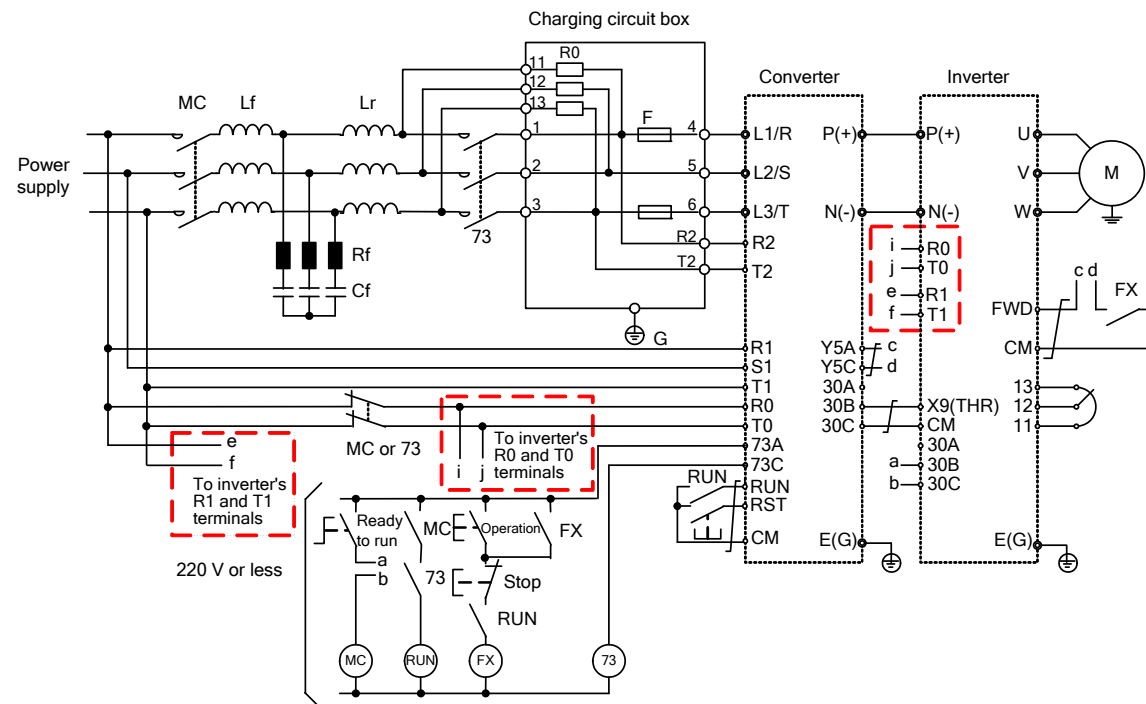 Charging circuit box
MC
Lf
Lr
11
R0
12
13
Converter
Inverter
Power
supply
1
F
4
L1/R
P(+)
P(+)
U
2
5
L2/S
V
M
3
6
L3/T
N(-)
N(-)
W
73
R2
R2
T2
T2
Rf
Cf
i
R0
j
T0
e
R1
f
T1
c d
FX
FWD
G
R1
Y5A
c
CM
S1
Y5C
d
T1
30A
13
R0
30B
X9(THR)
12
T0
30C
CM
11
MC or 73
To inverter's
R0 and T0
terminals
i
j
e
f
To inverter's
R1 and T1
terminals
73A
30A
73C
a
30B
b
30C
RUN
RUN
RST
CM
E(G)
E(G)
220 V or less
Ready
to run
MC
Operation
FX
a
b
73
Stop
RUN
MC
RUN
FX
73